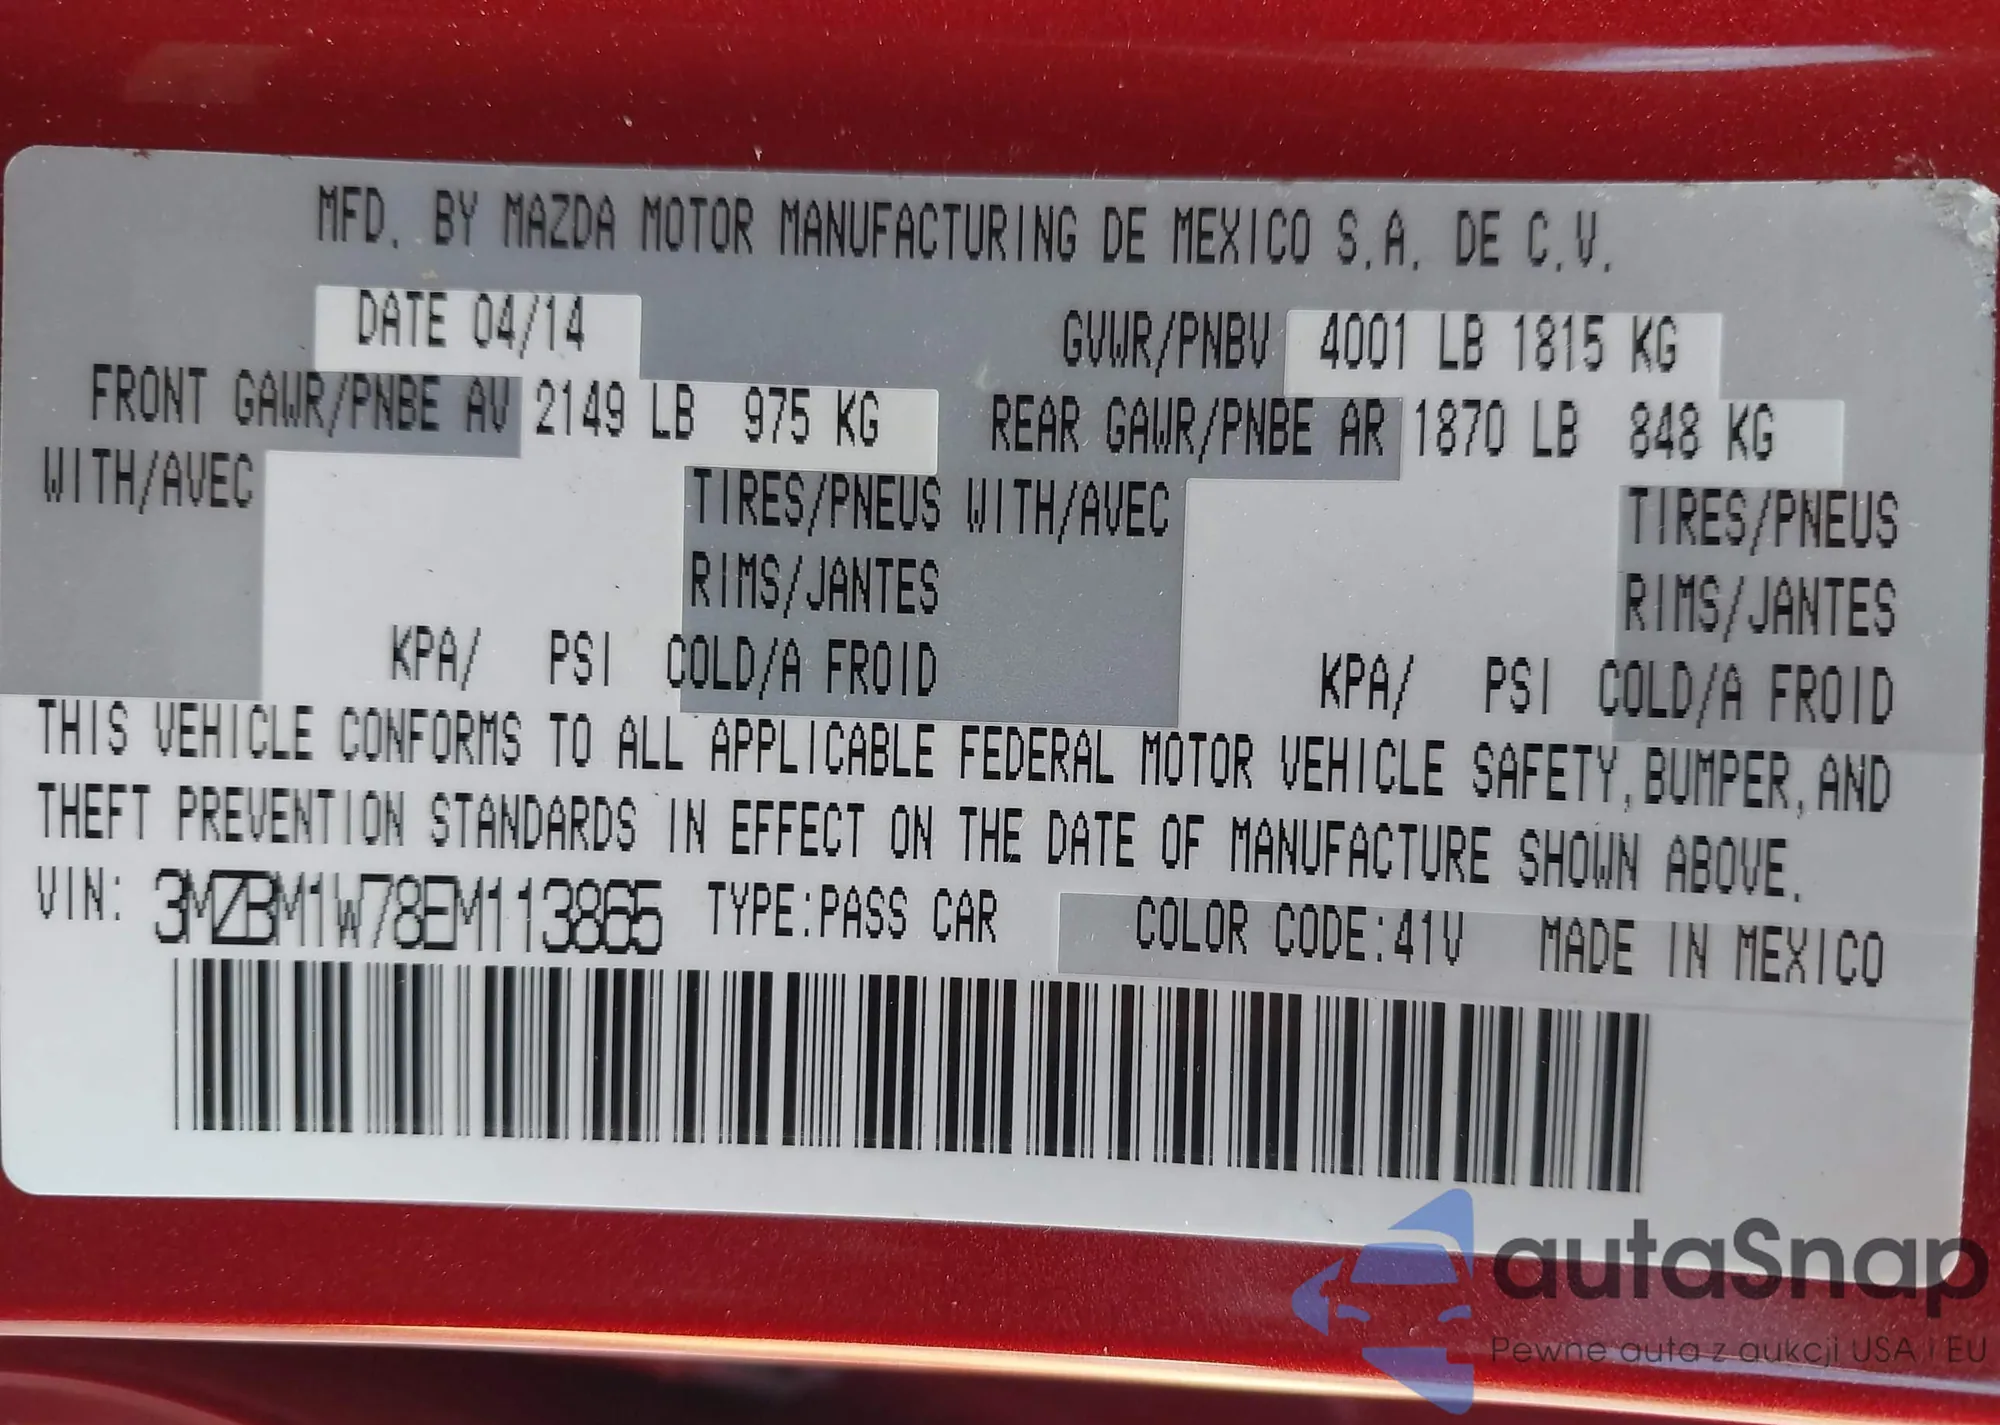 MFD. BY MAZDA MOTOR MANUFACTURING DE MEXICO S.A. DE C.V.
DATE 04/14 GVWR/PNBV 4001 LB 1815 KG
FRONT GAWR/PNBE AV 2149 LB 975 KG REAR GAWR/PNBE AR 1870 LB 848 KG
WITH/AVEC TIRES/PNEUS WITH/AVEC TIRES/PNEUS
RIMS/JANTES RIMS/JANTES
KPA/ PSI COLD/A FROID KPA/ PSI COLD/A FROID
THIS VEHICLE CONFORMS TO ALL APPLICABLE FEDERAL MOTOR VEHICLE SAFETY, BUMPER, AND
THEFT PREVENTION STANDARDS IN EFFECT ON THE DATE OF MANUFACTURE SHOWN ABOVE.
VIN: 3MZBM1W78EM113865 TYPE:PASS CAR COLOR CODE:41V MADE IN MEXICO
autaSnap
Pewne auta z aukcji USA i EU